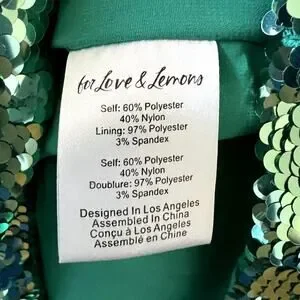 for Love & Lemons
Self: 60% Polyester
40% Nylon
Lining: 97% Polyester
3% Spandex
Self: 60% Polyester
40% Nylon
Doublure: 97% Polyester
3% Spandex
Designed In Los Angeles
Assembled In China
Conçu à Los Angeles
Assemblé en Chine